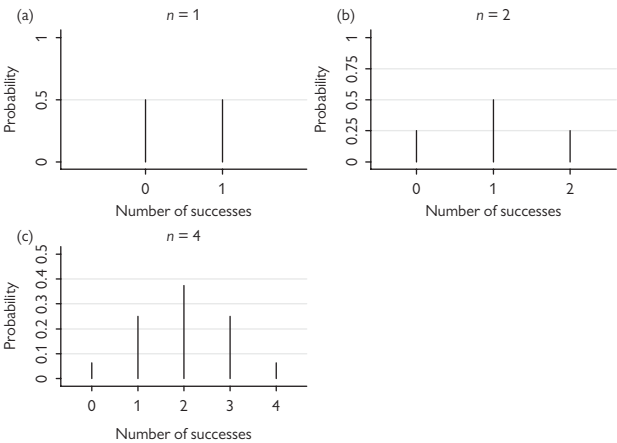 (a)
n = 1
Probability
1
0.5
0
0 1
Number of successes
(b)
n = 2
Probability
1
0.75
0.5
0.25
0
0 1 2
Number of successes
(c)
n = 4
Probability
0.5
0.4
0.3
0.2
0.1
0
0 1 2 3 4
Number of successes